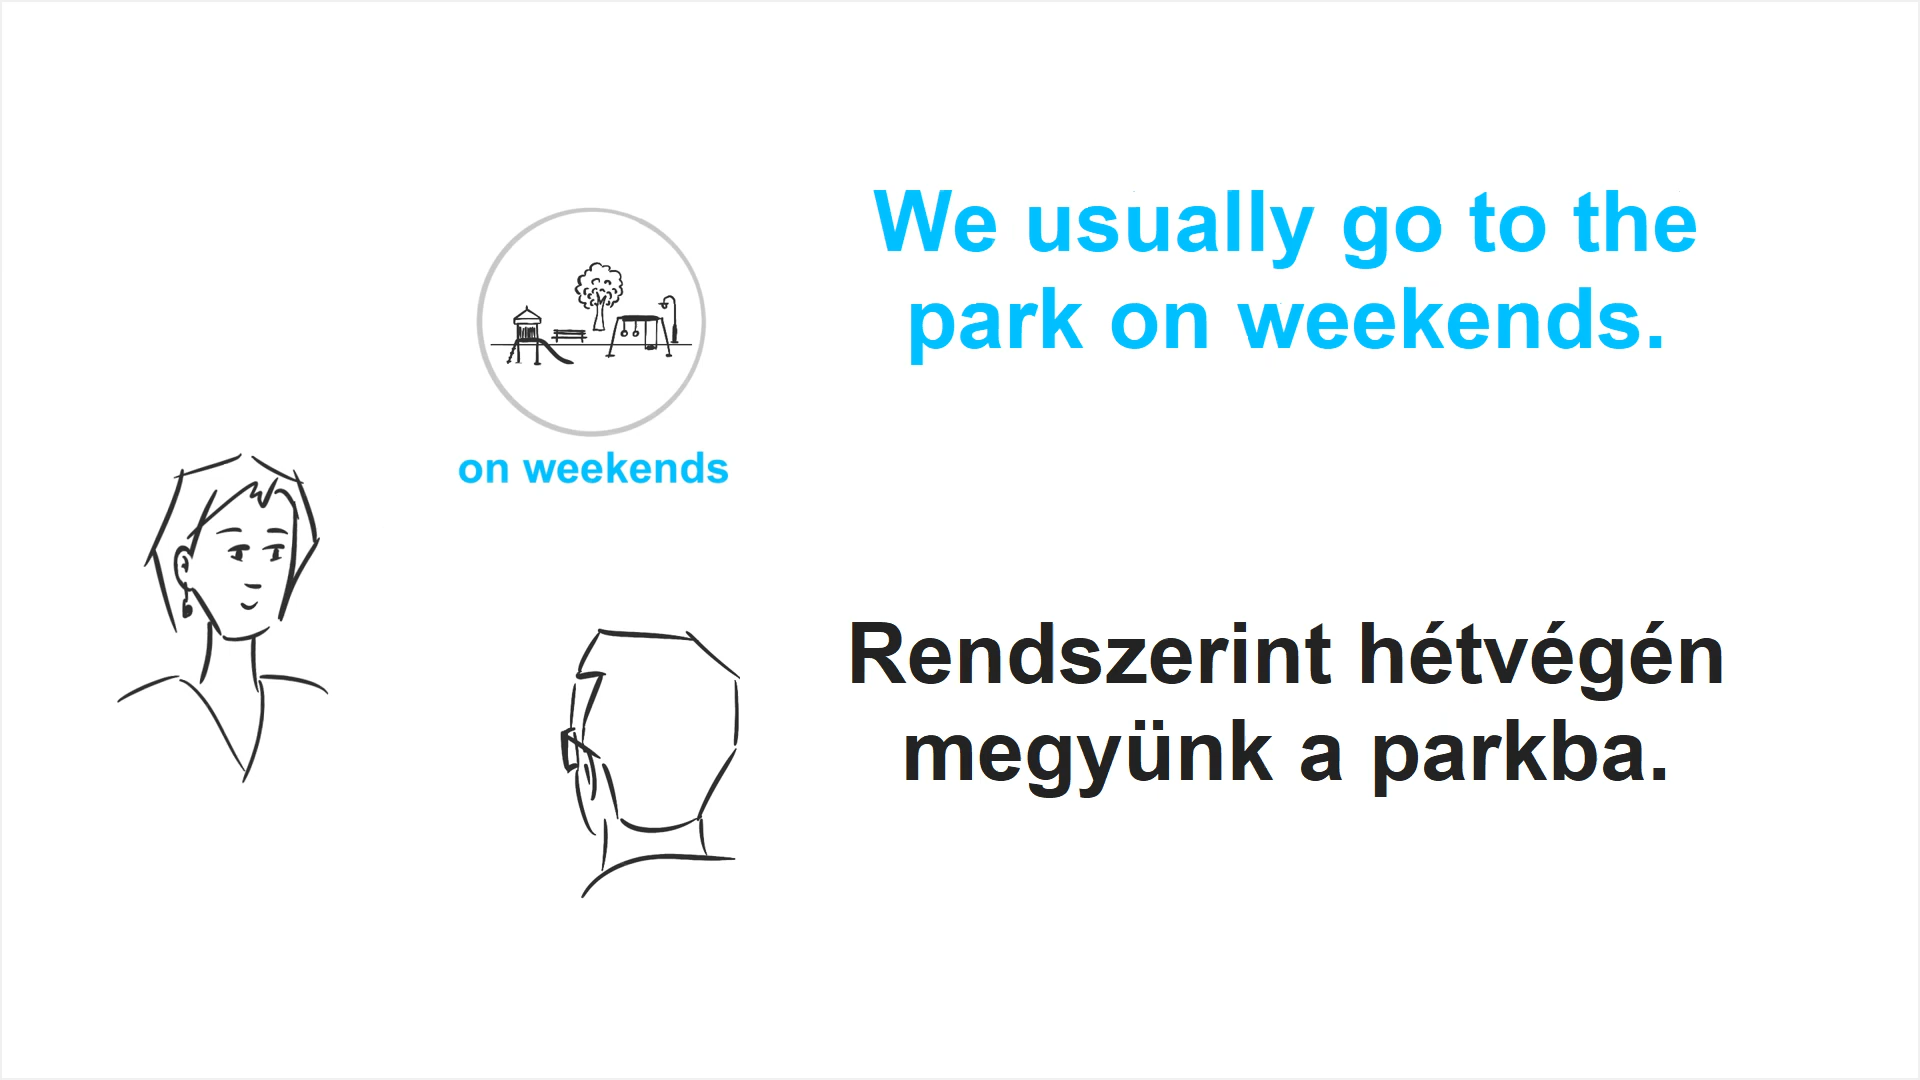 We usually go to the
park on weekends.
on weekends
Rendszerint hétvégén
megyünk a parkba.